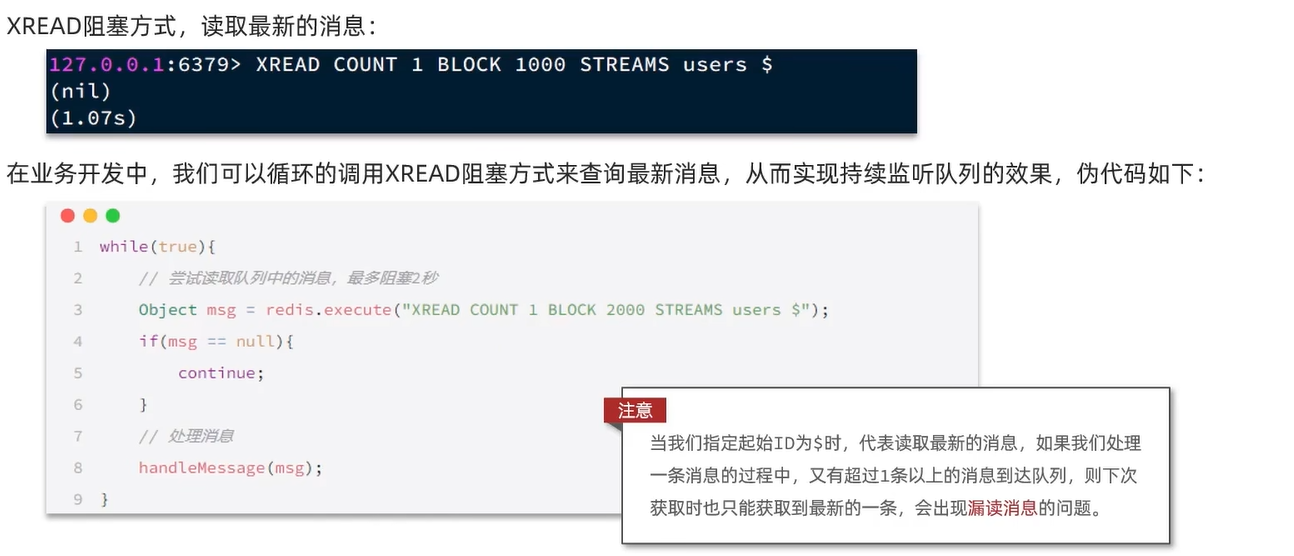 XREAD阻塞方式，读取最新的消息：
127.0.0.1:6379> XREAD COUNT 1 BLOCK 1000 STREAMS users $
(nil)
(1.07s)
在业务开发中，我们可以循环的调用XREAD阻塞方式来查询最新消息，从而实现持续监听队列的效果，伪代码如下：
1 while(true){
2 // 尝试读取队列中的消息，最多阻塞2秒
3 Object msg = redis.execute("XREAD COUNT 1 BLOCK 2000 STREAMS users $");
4 if(msg == null){
5 continue;
6 }
7 // 处理消息
8 handleMessage(msg);
9 }
注意
当我们指定起始ID为$时，代表读取最新的消息，如果我们处理
一条消息的过程中，又有超过1条以上的消息到达队列，则下次
获取时也只能获取到最新的一条，会出现漏读消息的问题。